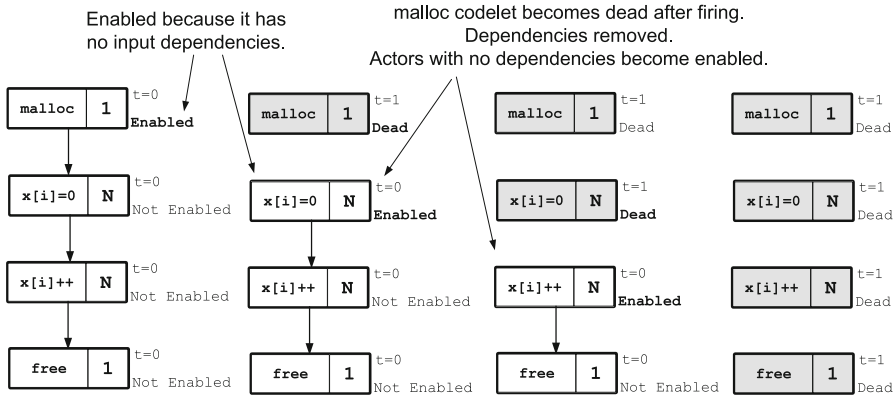 Enabled because it has
no input dependencies.
malloc codelet becomes dead after firing.
Dependencies removed.
Actors with no dependencies become enabled.
malloc 1 t=0 Enabled
x[i]=0 N t=0 Not Enabled
x[i]++ N t=0 Not Enabled
free 1 t=0 Not Enabled
malloc 1 t=1 Dead
x[i]=0 N t=0 Enabled
x[i]++ N t=0 Not Enabled
free 1 t=0 Not Enabled
malloc 1 t=1 Dead
x[i]=0 N t=1 Dead
x[i]++ N t=0 Enabled
free 1 t=0 Not Enabled
malloc 1 t=1 Dead
x[i]=0 N t=1 Dead
x[i]++ N t=1 Dead
free 1 t=1 Dead